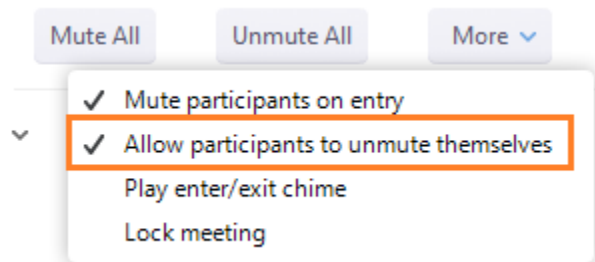 Mute All Unmute All More
Mute participants on entry
Allow participants to unmute themselves
Play enter/exit chime
Lock meeting